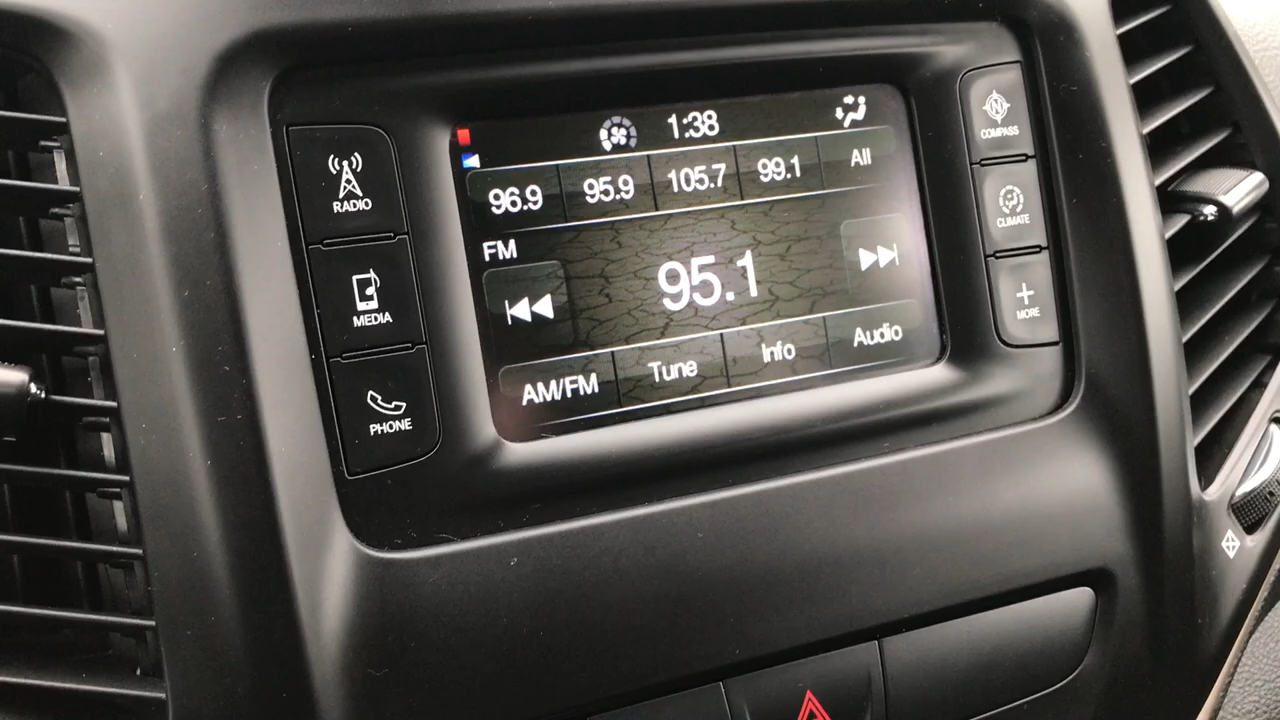 1:38
96.9 95.9 105.7 99.1 All
FM
95.1
AM/FM Tune Info Audio
RADIO
MEDIA
PHONE
N
COMPASS
CLIMATE
MORE